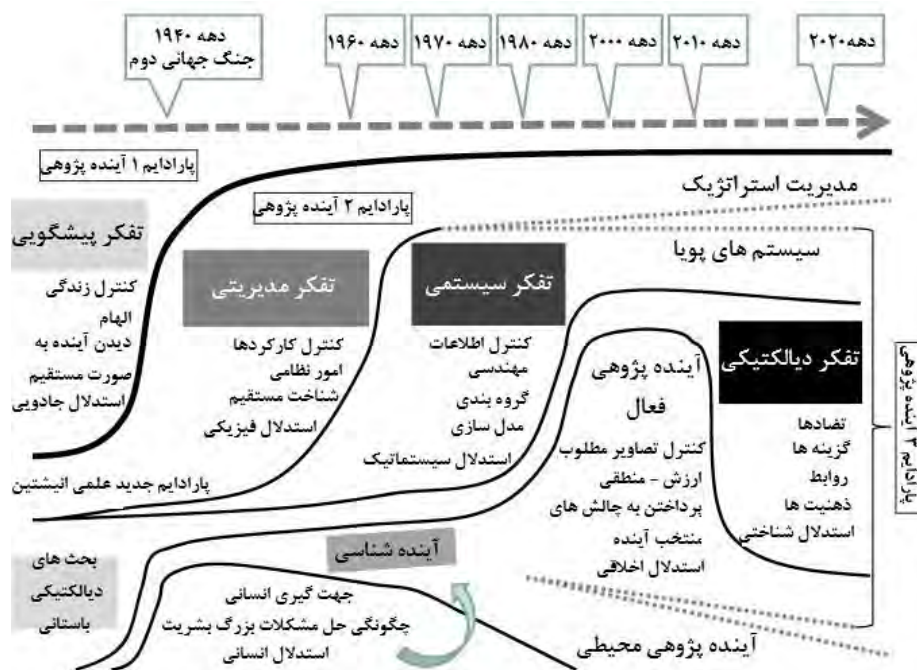 دهه ۱۹۴۰
جنگ جهانی دوم
دهه ۱۹۶۰
دهه ۱۹۷۰
دهه ۱۹۸۰
دهه ۲۰۰۰
دهه ۲۰۱۰
دهه ۲۰۲۰
پارادایم ۱ آینده پژوهی
پارادایم ۲ آینده پژوهی
مدیریت استراتژیک
سیستم های پویا
تفکر پیشگویی
کنترل زندگی
الهام
دیدن آینده به
صورت مستقیم
استدلال جادویی
تفکر مدیریتی
کنترل کارکردها
امور نظامی
شناخت مستقیم
استدلال فیزیکی
تفکر سیستمی
کنترل اطلاعات
مهندسی
گروه بندی
مدل سازی
استدلال سیستماتیک
آینده پژوهی
فعال
کنترل تصاویر مطلوب
ارزش - منطقی
پرداختن به چالش های
منتخب آینده
استدلال اخلاقی
تفکر دیالکتیکی
تضادها
گزینه ها
روابط
ذهنیت ها
استدلال شناختی
پارادایم ۳ آینده پژوهی
پارادایم جدید علمی انیشتین
بحث های
دیالکتیکی
باستانی
آینده شناسی
جهت گیری انسانی
چگونگی حل مشکلات بزرگ بشریت
استدلال انسانی
آینده پژوهی محیطی